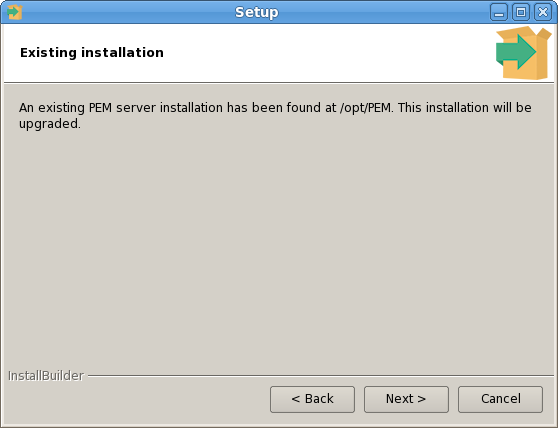 Setup
Existing installation
An existing PEM server installation has been found at /opt/PEM. This installation will be
upgraded.
InstallBuilder
< Back
Next >
Cancel